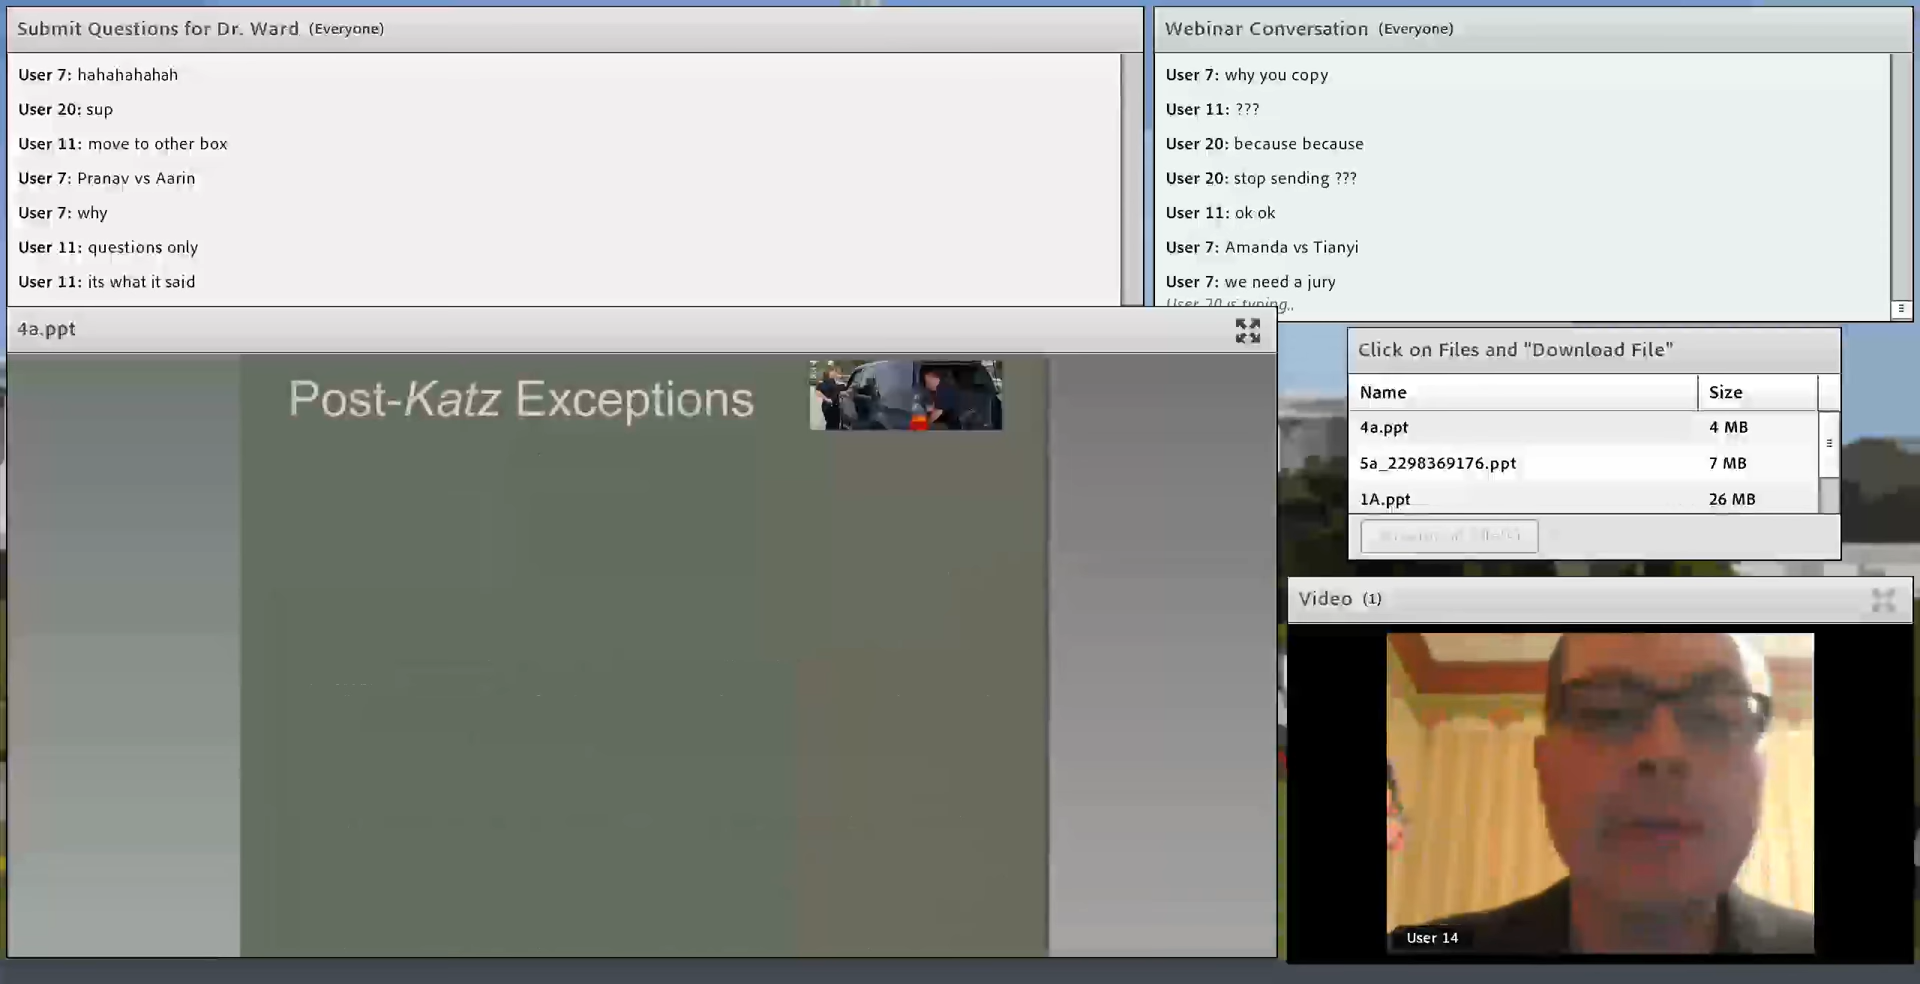 Submit Questions for Dr. Ward (Everyone)
User 7: hahahahahah
User 20: sup
User 11: move to other box
User 7: Pranav vs Aarin
User 7: why
User 11: questions only
User 11: its what it said
Webinar Conversation (Everyone)
User 7: why you copy
User 11: ???
User 20: because because
User 20: stop sending ???
User 11: ok ok
User 7: Amanda vs Tianyi
User 7: we need a jury
User 20 is typing..
4a.ppt
Post-Katz Exceptions
Click on Files and "Download File"
Name Size
4a.ppt 4 MB
5a_2298369176.ppt 7 MB
1A.ppt 26 MB
Video (1)
User 14